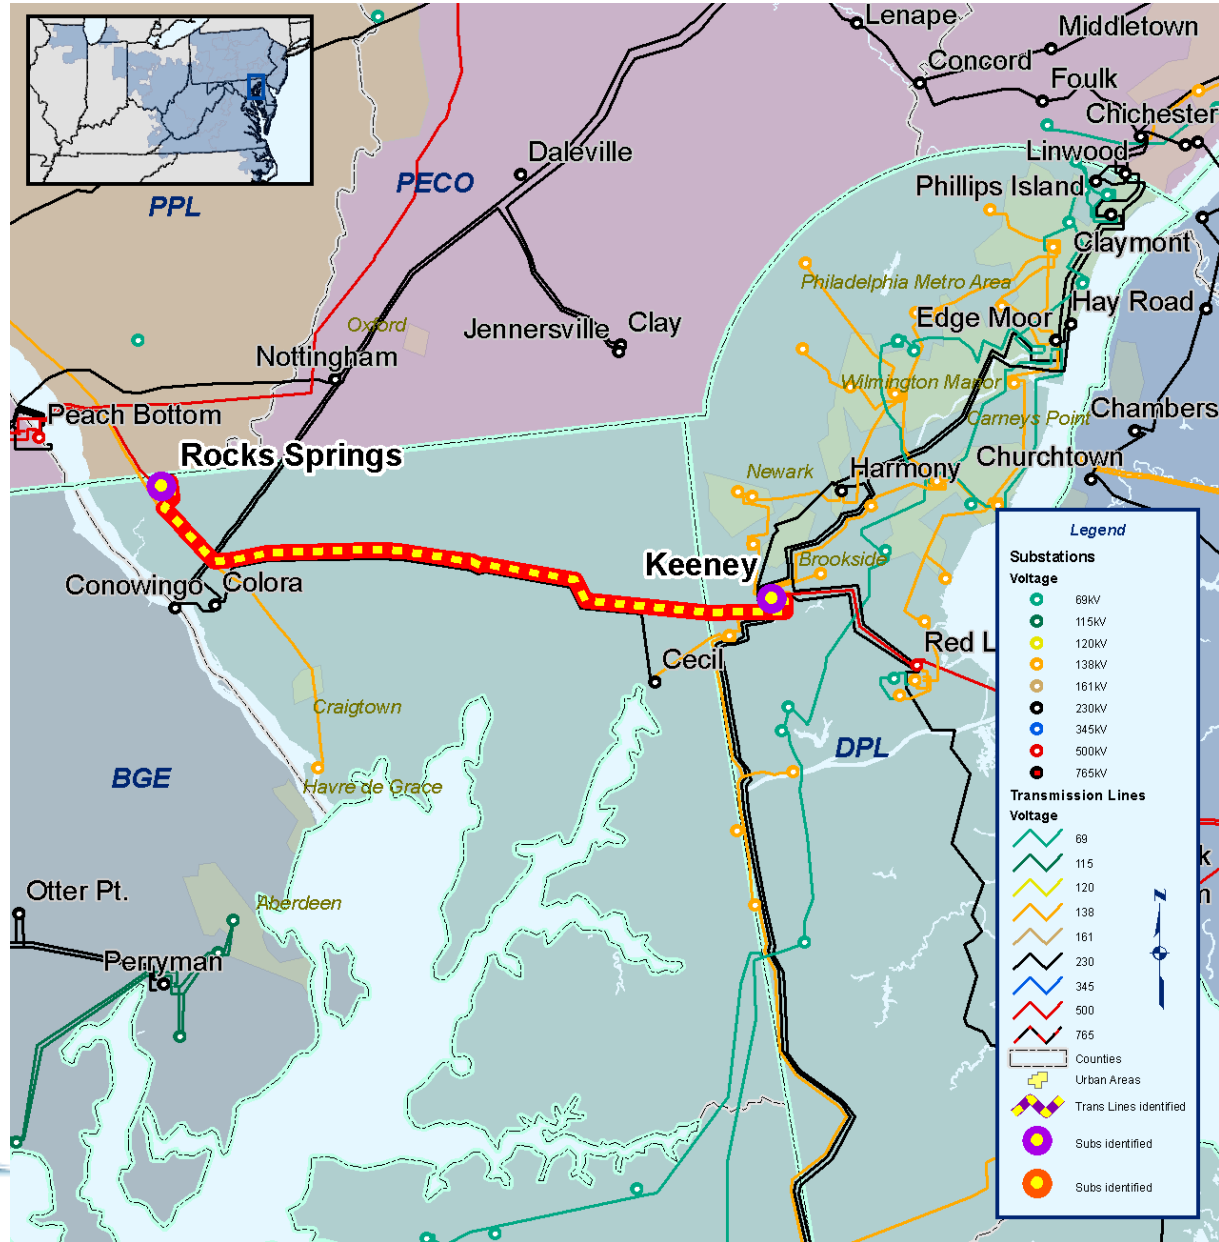 Lenape
Middletown
Concord
Foulk
Chichester
Daleville
Linwood
PECO
Phillips Island
PPL
Claymont
Philadelphia Metro Area
Hay Road
Edge Moor
Oxford
Jennersville
Clay
Nottingham
Wilmington Manor
Peach Bottom
Carneys Point
Chambers
Rocks Springs
Newark
Harmony
Churchtown
Keeney
Brookside
Conowingo
Colora
Red L
Cecil
Craigtown
DPL
BGE
Havre de Grace
Otter Pt.
Aberdeen
Perryman
k
m
Legend
Substations
Voltage
69kV
115kV
120kV
138kV
161kV
230kV
345kV
500kV
765kV
Transmission Lines
Voltage
69
115
120
138
161
230
345
500
765
Counties
Urban Areas
Trans Lines identified
Subs identified
Subs identified
N